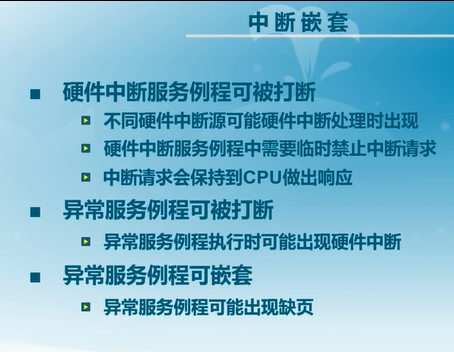 中断嵌套
硬件中断服务例程可被打断
不同硬件中断源可能硬件中断处理时出现
硬件中断服务例程中需要临时禁止中断请求
中断请求会保持到CPU做出响应
异常服务例程可被打断
异常服务例程执行时可能出现硬件中断
异常服务例程可嵌套
异常服务例程可能出现缺页